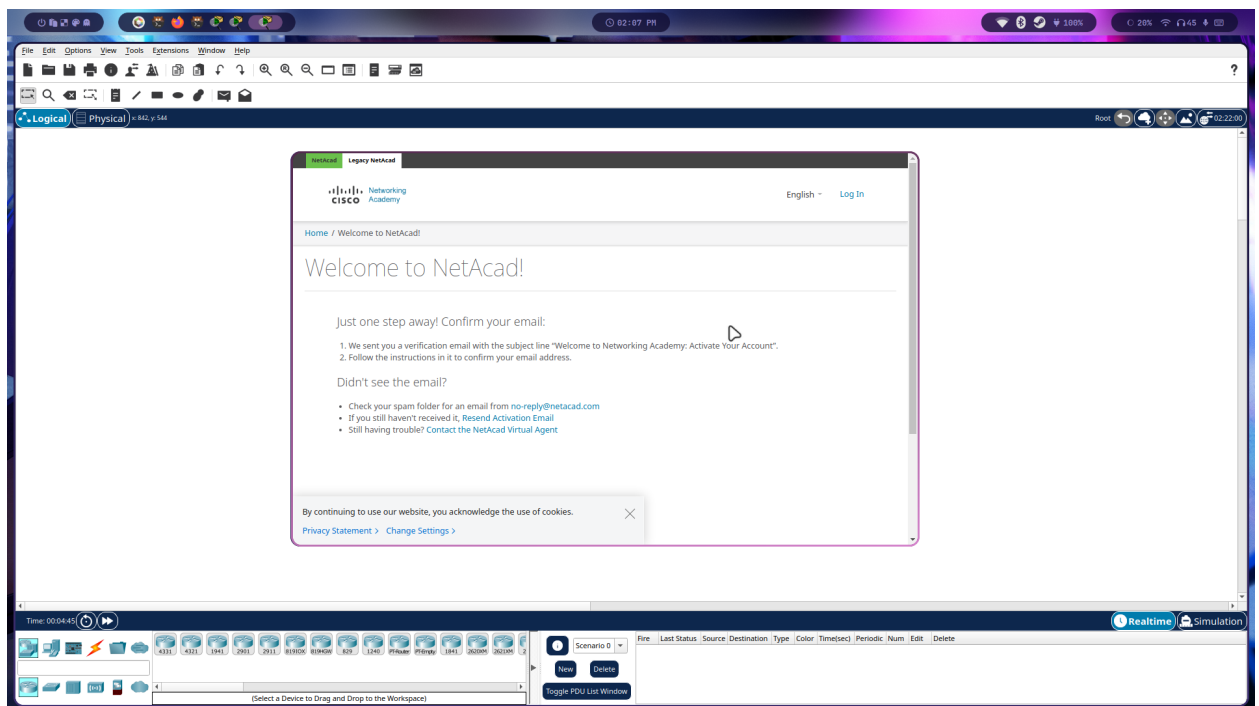 02:07 PM
100%
20%
45
File Edit Options View Tools Extensions Window Help
?
Logical Physical x: 842, y: 544
Root 02:22:00
NetAcad Legacy NetAcad
CISCO Networking Academy
English Log In
Home / Welcome to NetAcad!
Welcome to NetAcad!
Just one step away! Confirm your email:
1. We sent you a verification email with the subject line "Welcome to Networking Academy: Activate Your Account".
2. Follow the instructions in it to confirm your email address.
Didn't see the email?
• Check your spam folder for an email from no-reply@netacad.com
• If you still haven't received it, Resend Activation Email
• Still having trouble? Contact the NetAcad Virtual Agent
By continuing to use our website, you acknowledge the use of cookies.
Privacy Statement > Change Settings >
Time: 00:04:45
Realtime Simulation
4331 4321 1941 2901 2911 819IOX 819HGW 829 1240 PT-Router PT-Empty 1841 2620XM 2621XM 2
(Select a Device to Drag and Drop to the Workspace)
Scenario 0
New Delete
Toggle PDU List Window
Fire Last Status Source Destination Type Color Time(sec) Periodic Num Edit Delete